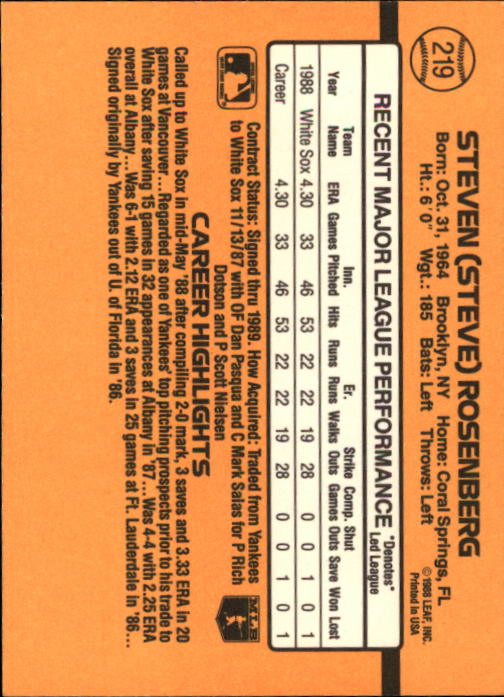 219
STEVEN (STEVE) ROSENBERG
©1988 LEAF, INC.
Printed in USA
Born: Oct. 31, 1964 Brooklyn, NY Home: Coral Springs, FL
Ht.: 6'0" Wgt.: 185 Bats: Left Throws: Left
RECENT MAJOR LEAGUE PERFORMANCE
"Denotes"
Led League
Year Team Name ERA Games Inn. Pitched Hits Runs Er. Runs Walks Strike Outs Comp. Games Shut Outs Save Won Lost
1988 White Sox 4.30 33 46 53 22 22 19 28 0 0 1 0 1
Career 4.30 33 46 53 22 22 19 28 0 0 1 0 1
Contract Status: Signed thru 1989. How Acquired: Traded from Yankees
to White Sox 11/13/87 with OF Dan Pasqua and C Mark Salas for P Rich
Dotson and P Scott Nielsen
MLB
CAREER HIGHLIGHTS
Called up to White Sox in mid-May '88 after compiling 2-0 mark, 3 saves and 3.33 ERA in 20
games at Vancouver...Regarded as one of Yankees' top pitching prospects prior to his trade to
White Sox after saving 15 games in 32 appearances at Albany in '87...Was 4-4 with 2.25 ERA
overall at Albany...Was 6-1 with 2.12 ERA and 3 saves in 25 games at Ft. Lauderdale in '86...
Signed originally by Yankees out of U. of Florida in '86.